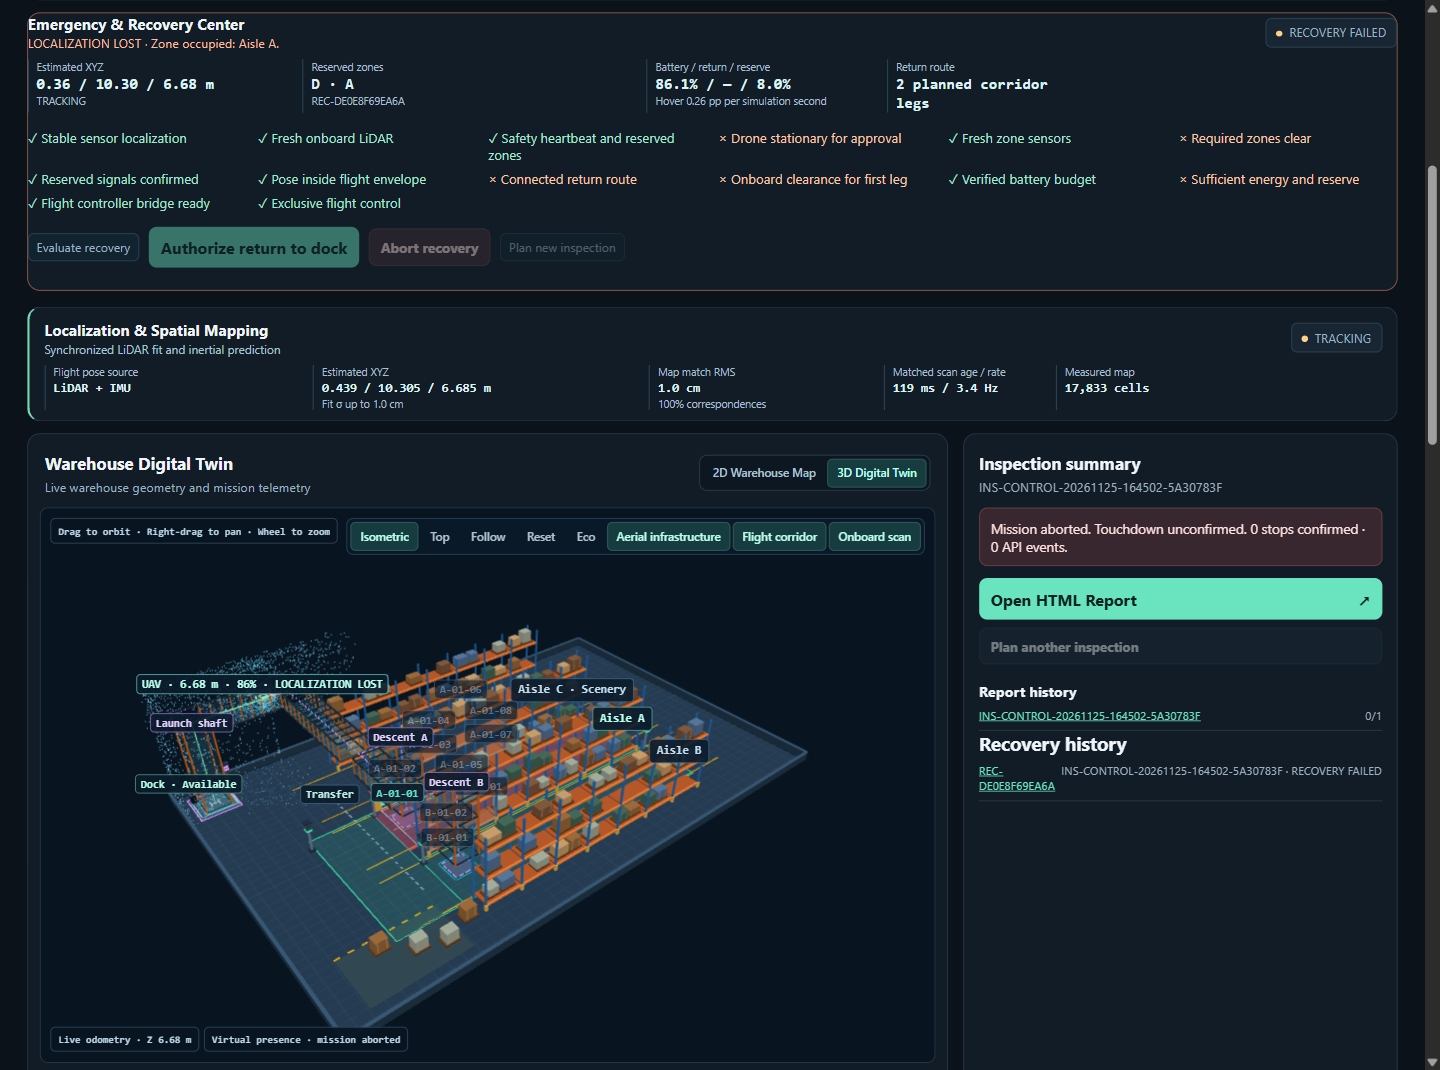 Emergency & Recovery Center
LOCALIZATION LOST · Zone occupied: Aisle A.
RECOVERY FAILED
Estimated XYZ
0.36 / 10.30 / 6.68 m
TRACKING
Reserved zones
D · A
REC-DE0E8F69EA6A
Battery / return / reserve
86.1% / — / 8.0%
Hover 0.26 pp per simulation second
Return route
2 planned corridor
legs
✓ Stable sensor localization
✓ Fresh onboard LiDAR
✓ Safety heartbeat and reserved
zones
× Drone stationary for approval
✓ Fresh zone sensors
× Required zones clear
✓ Reserved signals confirmed
✓ Pose inside flight envelope
× Connected return route
× Onboard clearance for first leg
✓ Verified battery budget
× Sufficient energy and reserve
✓ Flight controller bridge ready
✓ Exclusive flight control
Evaluate recovery
Authorize return to dock
Abort recovery
Plan new inspection
Localization & Spatial Mapping
Synchronized LiDAR fit and inertial prediction
TRACKING
Flight pose source
LiDAR + IMU
Estimated XYZ
0.439 / 10.305 / 6.685 m
Fit σ up to 1.0 cm
Map match RMS
1.0 cm
100% correspondences
Matched scan age / rate
119 ms / 3.4 Hz
Measured map
17,833 cells
Warehouse Digital Twin
Live warehouse geometry and mission telemetry
2D Warehouse Map
3D Digital Twin
Drag to orbit · Right-drag to pan · Wheel to zoom
Isometric
Top
Follow
Reset
Eco
Aerial infrastructure
Flight corridor
Onboard scan
UAV · 6.68 m · 86% · LOCALIZATION LOST
A-01-06
Aisle C · Scenery
Launch shaft
A-01-04
A-01-08
Aisle A
Descent A
A-01-07
Aisle B
A-01-02
A-01-05
Dock · Available
Transfer
A-01-01
Descent B
B-01-02
B-01-01
Live odometry · Z 6.68 m
Virtual presence · mission aborted
Inspection summary
INS-CONTROL-20261125-164502-5A30783F
Mission aborted. Touchdown unconfirmed. 0 stops confirmed ·
0 API events.
Open HTML Report ↗
Plan another inspection
Report history
INS-CONTROL-20261125-164502-5A30783F 0/1
Recovery history
REC-
DE0E8F69EA6A
INS-CONTROL-20261125-164502-5A30783F · RECOVERY FAILED